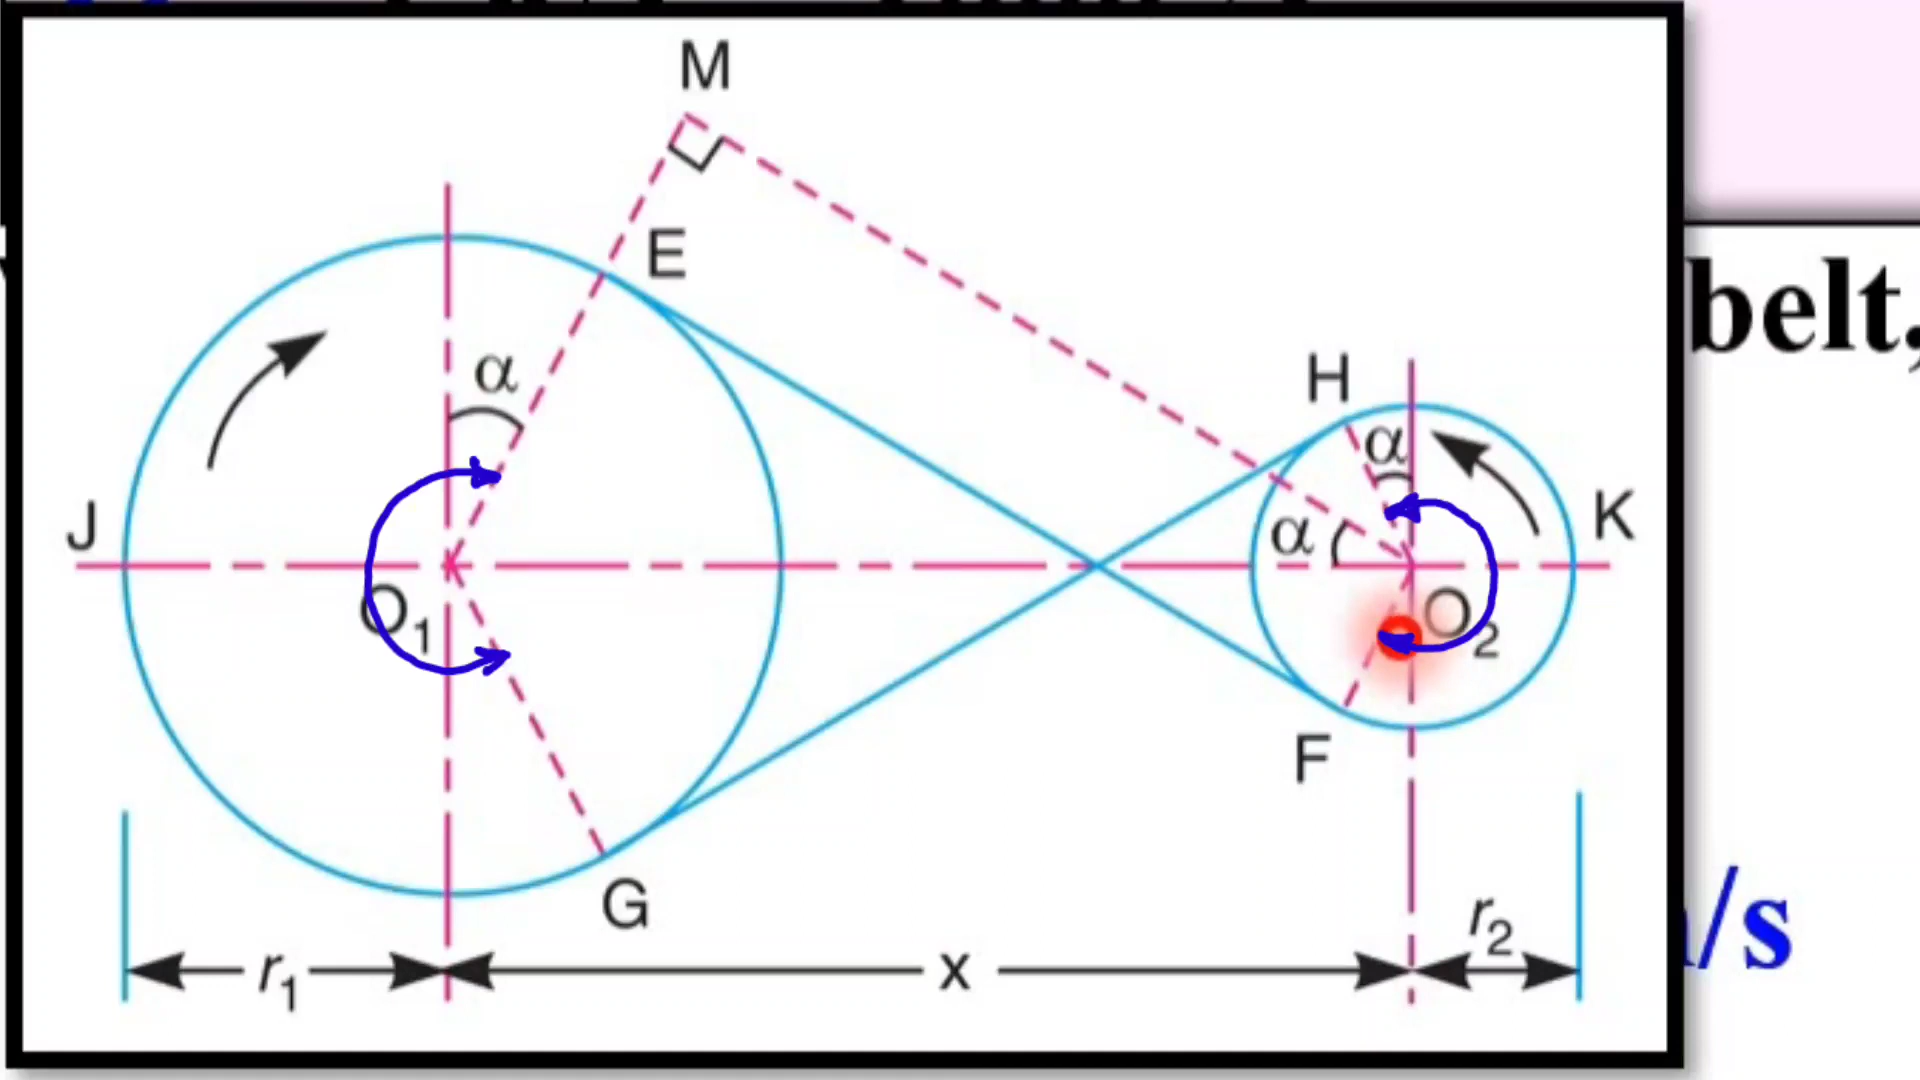 M
E
α
H
α
J
K
α
belt,
O₁
O₂
F
G
r₂
/s
r₁
x